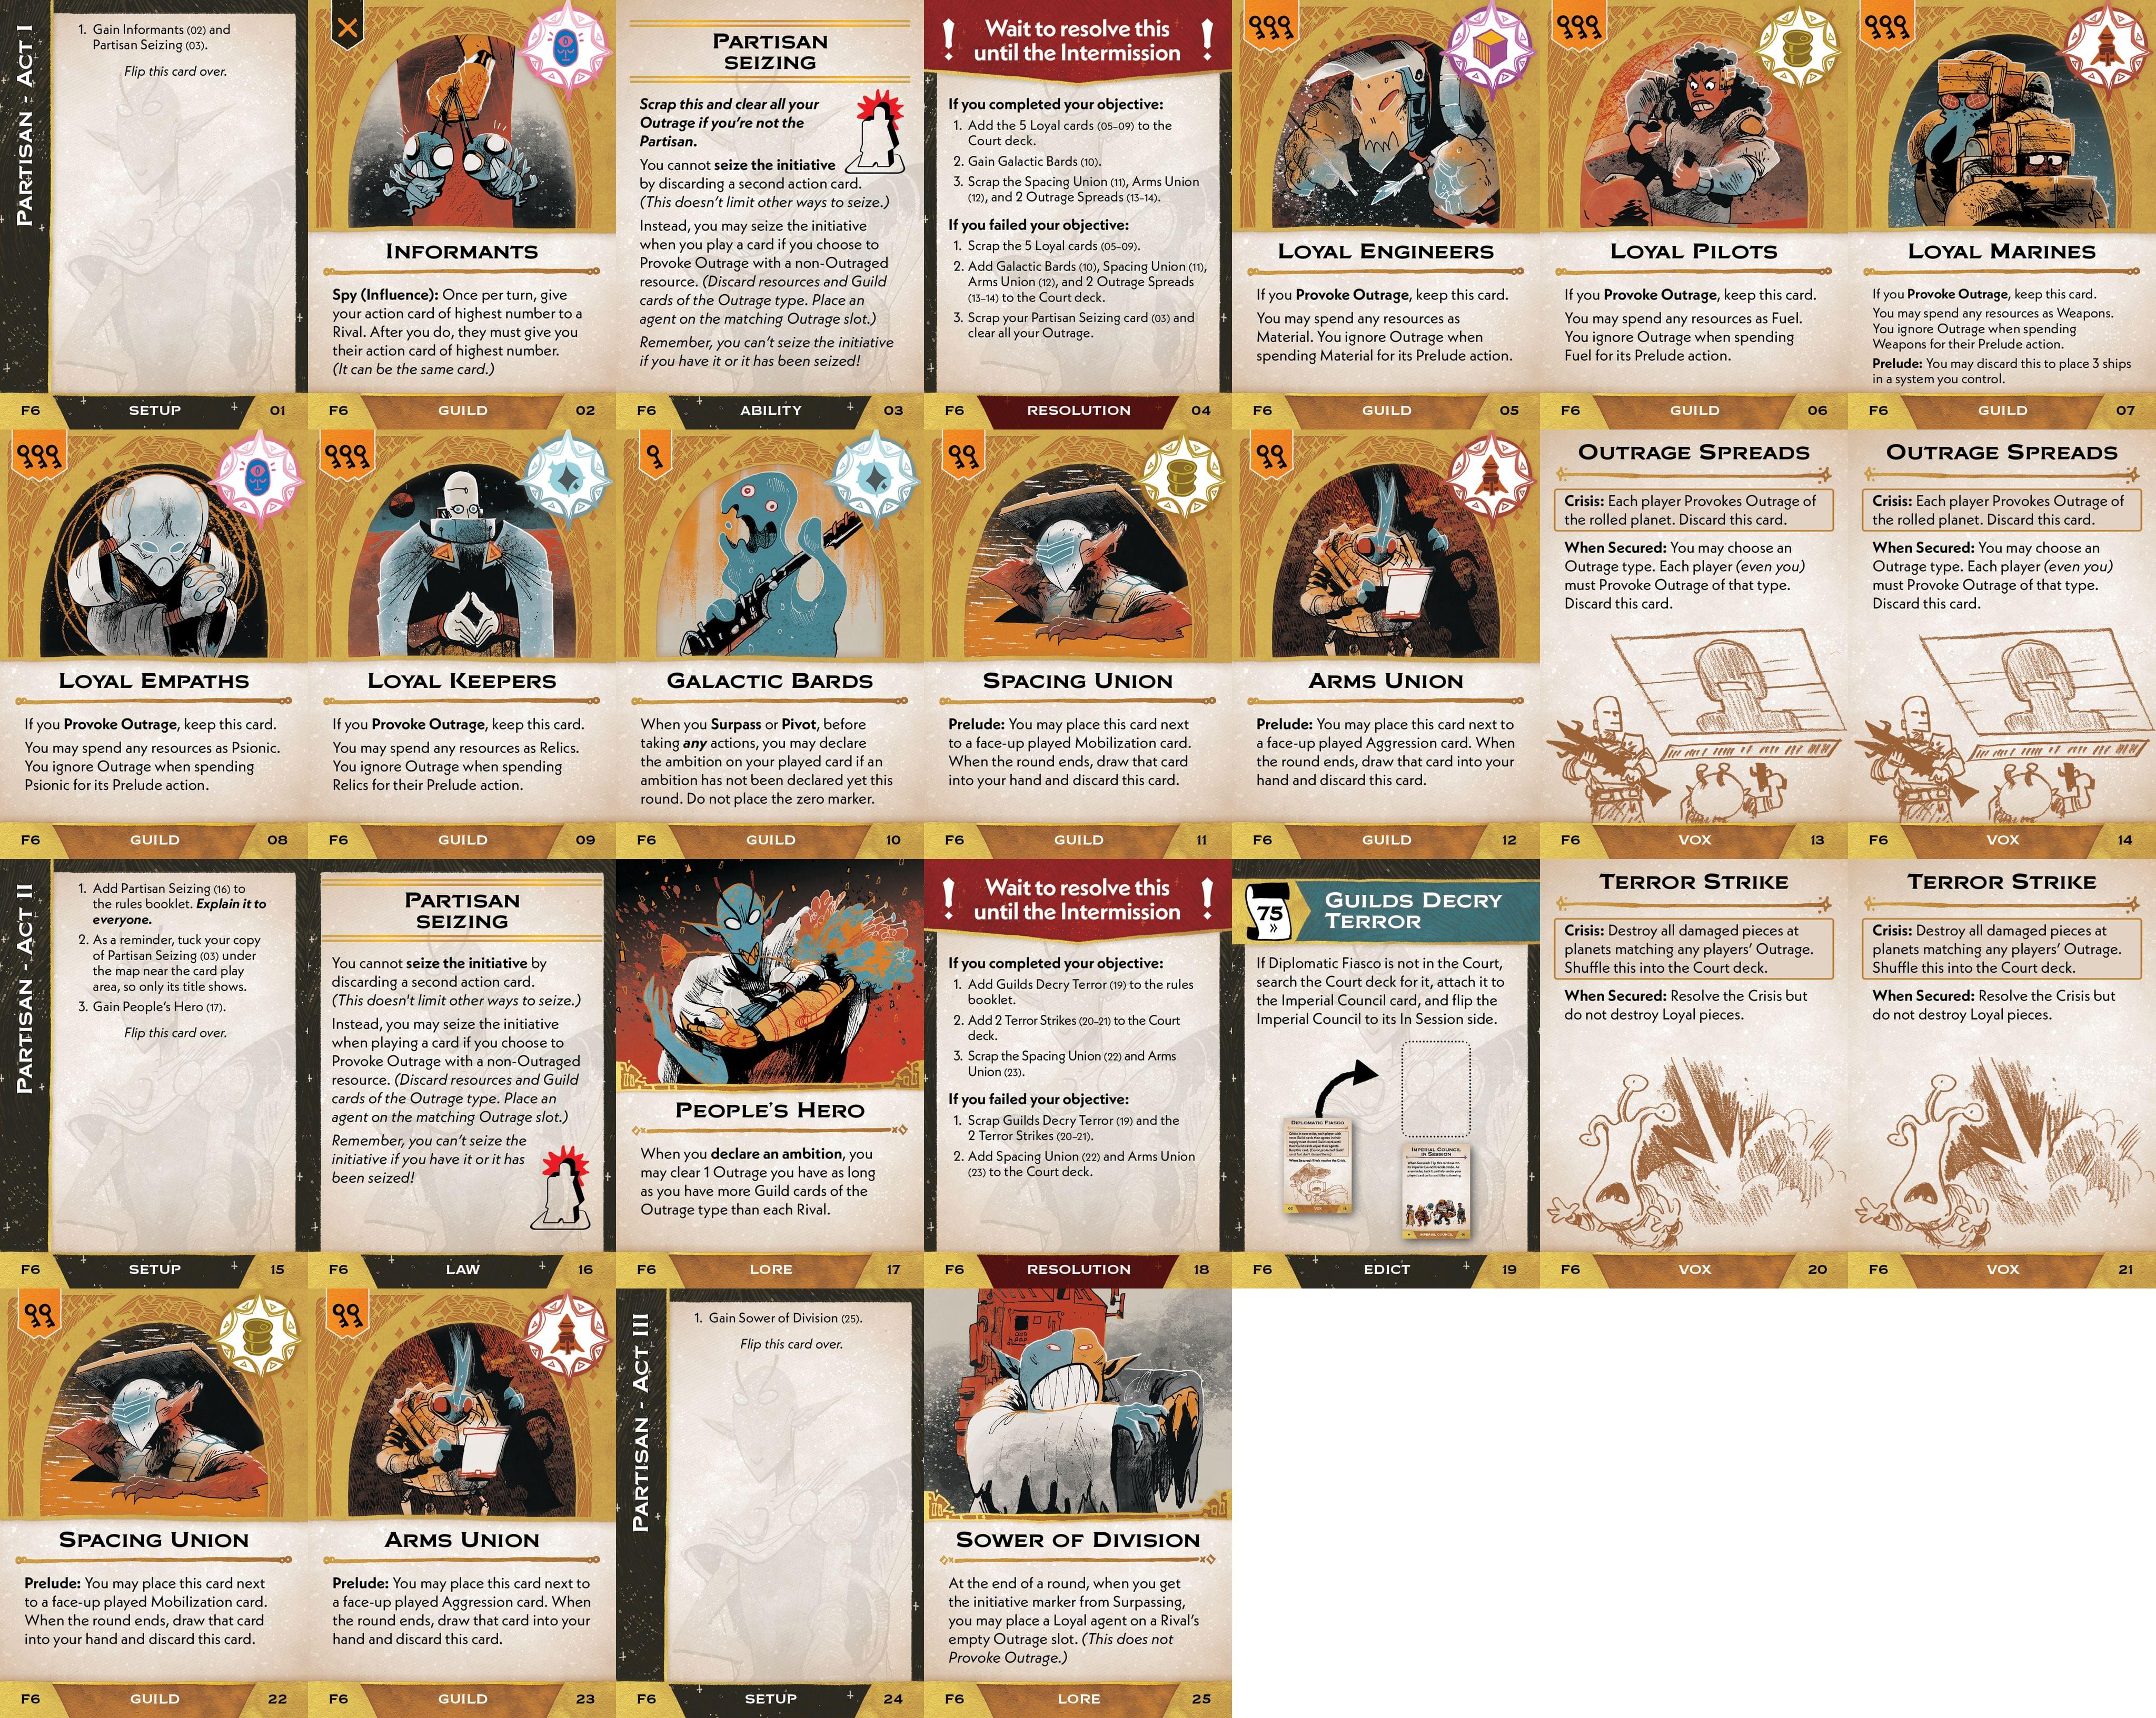 PARTISAN - ACT I
1. Gain Informants (02) and
Partisan Seizing (03).
Flip this card over.
F6 SETUP 01
INFORMANTS
Spy (Influence): Once per turn, give
your action card of highest number to a
Rival. After you do, they must give you
their action card of highest number.
(It can be the same card.)
F6 GUILD 02
PARTISAN
SEIZING
Scrap this and clear all your
Outrage if you're not the
Partisan.
You cannot seize the initiative
by discarding a second action card.
(This doesn't limit other ways to seize.)
Instead, you may seize the initiative
when you play a card if you choose to
Provoke Outrage with a non-Outraged
resource. (Discard resources and Guild
cards of the Outrage type. Place an
agent on the matching Outrage slot.)
Remember, you can't seize the initiative
if you have it or it has been seized!
F6 ABILITY 03
! Wait to resolve this !
until the Intermission
If you completed your objective:
1. Add the 5 Loyal cards (05–09) to the
Court deck.
2. Gain Galactic Bards (10).
3. Scrap the Spacing Union (11), Arms Union
(12), and 2 Outrage Spreads (13–14).
If you failed your objective:
1. Scrap the 5 Loyal cards (05–09).
2. Add Galactic Bards (10), Spacing Union (11),
Arms Union (12), and 2 Outrage Spreads
(13–14) to the Court deck.
3. Scrap your Partisan Seizing card (03) and
clear all your Outrage.
F6 RESOLUTION 04
LOYAL ENGINEERS
If you Provoke Outrage, keep this card.
You may spend any resources as
Material. You ignore Outrage when
spending Material for its Prelude action.
F6 GUILD 05
LOYAL PILOTS
If you Provoke Outrage, keep this card.
You may spend any resources as Fuel.
You ignore Outrage when spending
Fuel for its Prelude action.
F6 GUILD 06
LOYAL MARINES
If you Provoke Outrage, keep this card.
You may spend any resources as Weapons.
You ignore Outrage when spending
Weapons for their Prelude action.
Prelude: You may discard this to place 3 ships
in a system you control.
F6 GUILD 07
LOYAL EMPATHS
If you Provoke Outrage, keep this card.
You may spend any resources as Psionic.
You ignore Outrage when spending
Psionic for its Prelude action.
F6 GUILD 08
LOYAL KEEPERS
If you Provoke Outrage, keep this card.
You may spend any resources as Relics.
You ignore Outrage when spending
Relics for their Prelude action.
F6 GUILD 09
GALACTIC BARDS
When you Surpass or Pivot, before
taking any actions, you may declare
the ambition on your played card if an
ambition has not been declared yet this
round. Do not place the zero marker.
F6 GUILD 10
SPACING UNION
Prelude: You may place this card next
to a face-up played Mobilization card.
When the round ends, draw that card
into your hand and discard this card.
F6 GUILD 11
ARMS UNION
Prelude: You may place this card next to
a face-up played Aggression card. When
the round ends, draw that card into your
hand and discard this card.
F6 GUILD 12
OUTRAGE SPREADS
Crisis: Each player Provokes Outrage of
the rolled planet. Discard this card.
When Secured: You may choose an
Outrage type. Each player (even you)
must Provoke Outrage of that type.
Discard this card.
F6 VOX 13
OUTRAGE SPREADS
Crisis: Each player Provokes Outrage of
the rolled planet. Discard this card.
When Secured: You may choose an
Outrage type. Each player (even you)
must Provoke Outrage of that type.
Discard this card.
F6 VOX 14
PARTISAN - ACT II
1. Add Partisan Seizing (16) to
the rules booklet. Explain it to
everyone.
2. As a reminder, tuck your copy
of Partisan Seizing (03) under
the map near the card play
area, so only its title shows.
3. Gain People's Hero (17).
Flip this card over.
F6 SETUP 15
PARTISAN
SEIZING
You cannot seize the initiative by
discarding a second action card.
(This doesn't limit other ways to seize.)
Instead, you may seize the initiative
when playing a card if you choose to
Provoke Outrage with a non-Outraged
resource. (Discard resources and Guild
cards of the Outrage type. Place an
agent on the matching Outrage slot.)
Remember, you can't seize the
initiative if you have it or it has
been seized!
F6 LAW 16
PEOPLE'S HERO
When you declare an ambition, you
may clear 1 Outrage you have as long
as you have more Guild cards of the
Outrage type than each Rival.
F6 LORE 17
! Wait to resolve this !
until the Intermission
If you completed your objective:
1. Add Guilds Decry Terror (19) to the rules
booklet.
2. Add 2 Terror Strikes (20–21) to the Court
deck.
3. Scrap the Spacing Union (22) and Arms
Union (23).
If you failed your objective:
1. Scrap Guilds Decry Terror (19) and the
2 Terror Strikes (20–21).
2. Add Spacing Union (22) and Arms Union
(23) to the Court deck.
F6 RESOLUTION 18
75 »
GUILDS DECRY
TERROR
If Diplomatic Fiasco is not in the Court,
search the Court deck for it, attach it to
the Imperial Council card, and flip the
Imperial Council to its In Session side.
DIPLOMATIC FIASCO
IMPERIAL COUNCIL
IN SESSION
F6 EDICT 19
TERROR STRIKE
Crisis: Destroy all damaged pieces at
planets matching any players' Outrage.
Shuffle this into the Court deck.
When Secured: Resolve the Crisis but
do not destroy Loyal pieces.
F6 VOX 20
TERROR STRIKE
Crisis: Destroy all damaged pieces at
planets matching any players' Outrage.
Shuffle this into the Court deck.
When Secured: Resolve the Crisis but
do not destroy Loyal pieces.
F6 VOX 21
SPACING UNION
Prelude: You may place this card next
to a face-up played Mobilization card.
When the round ends, draw that card
into your hand and discard this card.
F6 GUILD 22
ARMS UNION
Prelude: You may place this card next to
a face-up played Aggression card. When
the round ends, draw that card into your
hand and discard this card.
F6 GUILD 23
PARTISAN - ACT III
1. Gain Sower of Division (25).
Flip this card over.
F6 SETUP 24
SOWER OF DIVISION
At the end of a round, when you get
the initiative marker from Surpassing,
you may place a Loyal agent on a Rival's
empty Outrage slot. (This does not
Provoke Outrage.)
F6 LORE 25